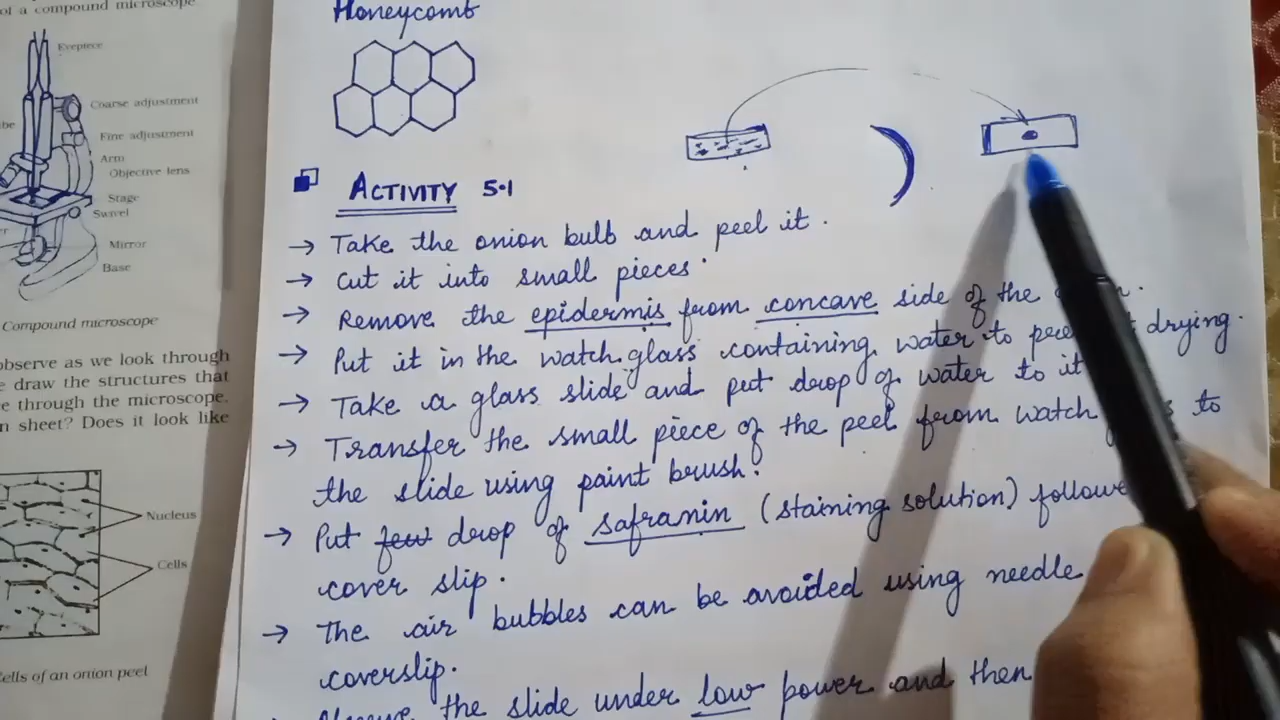 of a compound microscope
Eyepiece
Coarse adjustment
Fine adjustment
Arm
Objective lens
Stage
Swivel
Mirror
Base
Compound microscope
observe as we look through
draw the structures that
through the microscope.
sheet? Does it look like
Nucleus
Cells
Cells of an onion peel
Honeycomb
ACTIVITY 5.1
→ Take the onion bulb and peel it.
→ Cut it into small pieces.
→ Remove the epidermis from concave side of the
→ Put it in the watch glass containing water to drying.
→ Take a glass slide and put drop of water to it
→ Transfer the small piece of the peel from watch to
the slide using paint brush.
→ Put few drop of safranin (staining solution)
cover slip.
→ The air bubbles can be avoided using needle
coverslip.
the slide under low power and then